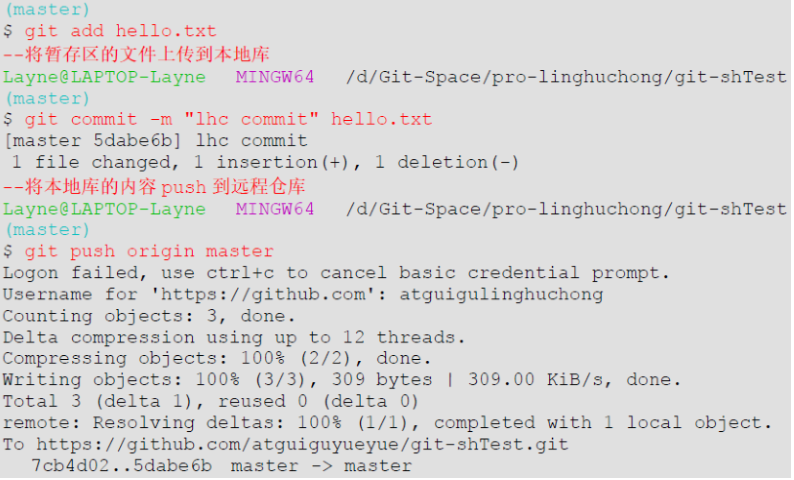 (master)
$ git add hello.txt
--将暂存区的文件上传到本地库
Layne@LAPTOP-Layne MINGW64 /d/Git-Space/pro-linghuchong/git-shTest
(master)
$ git commit -m "lhc commit" hello.txt
[master 5dabe6b] lhc commit
1 file changed, 1 insertion(+), 1 deletion(-)
--将本地库的内容 push 到远程仓库
Layne@LAPTOP-Layne MINGW64 /d/Git-Space/pro-linghuchong/git-shTest
(master)
$ git push origin master
Logon failed, use ctrl+c to cancel basic credential prompt.
Username for 'https://github.com': atguigulinghuchong
Counting objects: 3, done.
Delta compression using up to 12 threads.
Compressing objects: 100% (2/2), done.
Writing objects: 100% (3/3), 309 bytes | 309.00 KiB/s, done.
Total 3 (delta 1), reused 0 (delta 0)
remote: Resolving deltas: 100% (1/1), completed with 1 local object.
To https://github.com/atguiguyueyue/git-shTest.git
7cb4d02..5dabe6b master -> master